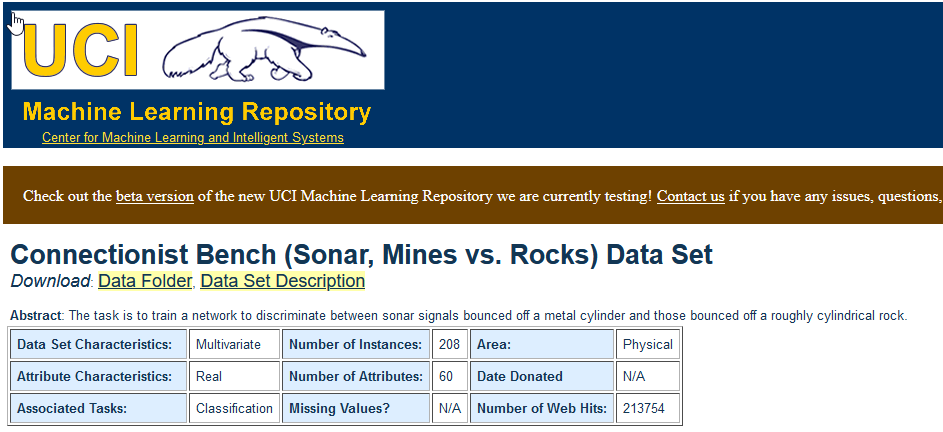 UCI
Machine Learning Repository
Center for Machine Learning and Intelligent Systems
Check out the beta version of the new UCI Machine Learning Repository we are currently testing! Contact us if you have any issues, questions,
Connectionist Bench (Sonar, Mines vs. Rocks) Data Set
Download: Data Folder, Data Set Description
Abstract: The task is to train a network to discriminate between sonar signals bounced off a metal cylinder and those bounced off a roughly cylindrical rock.
Data Set Characteristics: Multivariate Number of Instances: 208 Area: Physical
Attribute Characteristics: Real Number of Attributes: 60 Date Donated N/A
Associated Tasks: Classification Missing Values? N/A Number of Web Hits: 213754